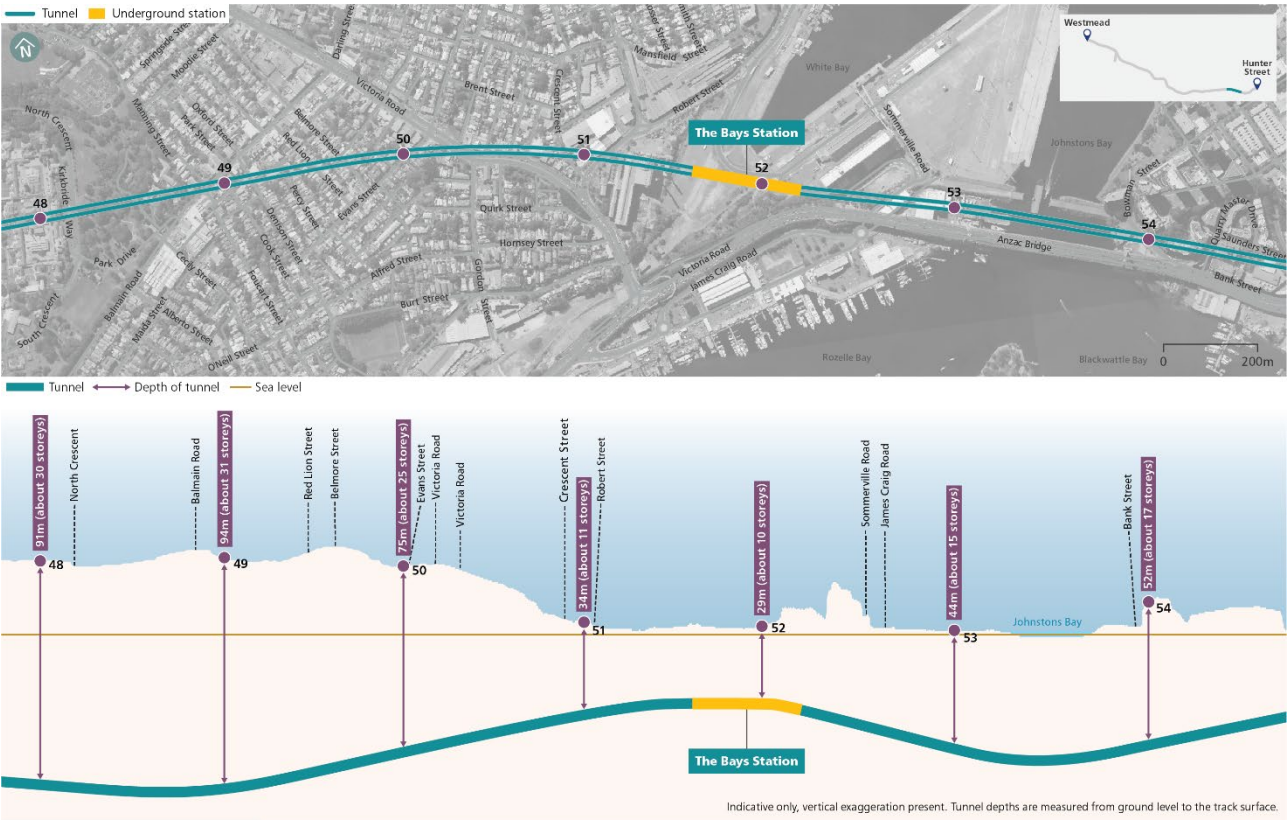 Tunnel
Underground station
N
Westmead
Hunter
Street
Springside Street
Moodie Street
Darling Street
Victoria Road
Brent Street
Crescent Street
Mansfield Street
Robert Street
White Bay
Sommerville Road
Johnstons Bay
North Crescent
Kirkbride Way
Manning Street
Oxford Street
Park Street
Red Lion Street
Belmore Street
Percy Street
Evans Street
Denison Street
Cook Street
Roucart Street
Alfred Street
Quirk Street
Hornsey Street
Gordon Street
Burt Street
Park Drive
Balmain Road
Cecily Street
Maida Street
Alberto Street
O'Neill Street
South Crescent
Victoria Road
James Craig Road
Anzac Bridge
Bowman Street
Quarry Master Drive
Saunders Street
Bank Street
Rozelle Bay
Blackwattle Bay
The Bays Station
48
49
50
51
52
53
54
0 200m
Tunnel
Depth of tunnel
Sea level
91m (about 30 storeys)
North Crescent
Balmain Road
94m (about 31 storeys)
Red Lion Street
Belmore Street
75m (about 25 storeys)
Evans Street
Victoria Road
Victoria Road
Crescent Street
34m (about 11 storeys)
Robert Street
29m (about 10 storeys)
Sommerville Road
James Craig Road
44m (about 15 storeys)
Bank Street
52m (about 17 storeys)
48
49
50
51
52
53
54
Johnstons Bay
The Bays Station
Indicative only, vertical exaggeration present. Tunnel depths are measured from ground level to the track surface.